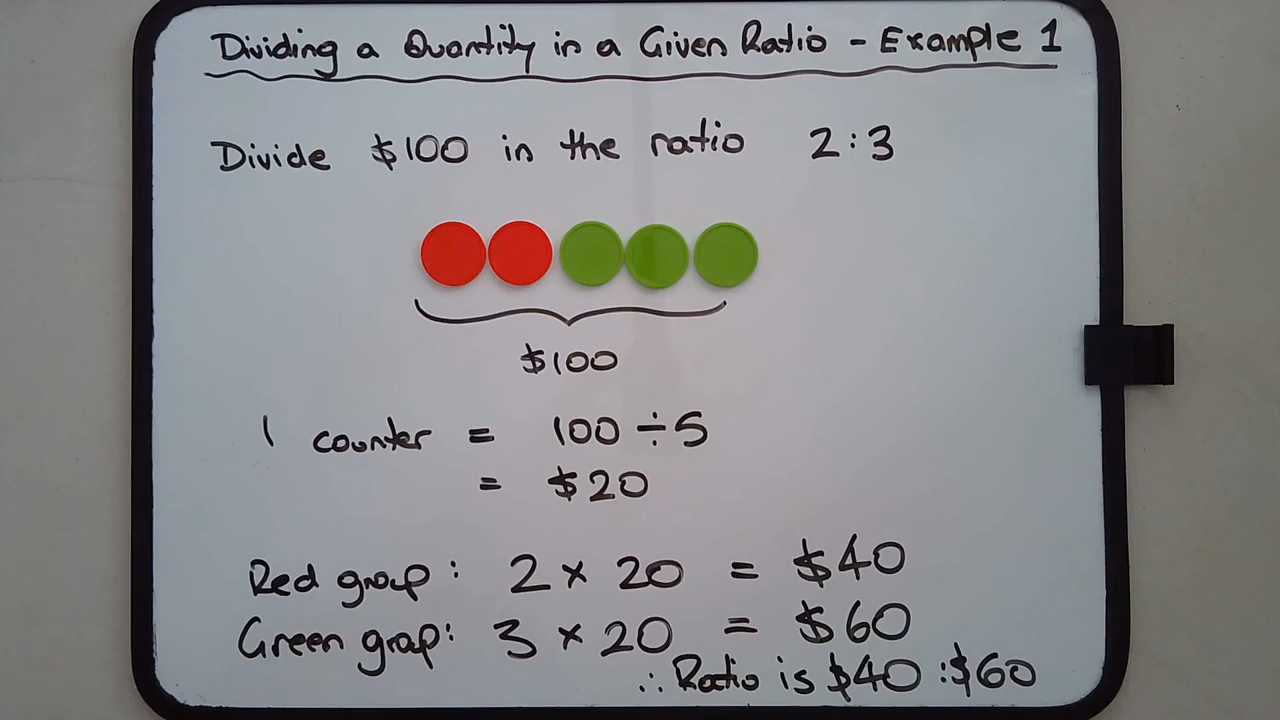 Dividing a Quantity in a Given Ratio - Example 1
Divide $100 in the ratio 2:3
$100
1 counter = 100 ÷ 5
= $20
Red group: 2 × 20 = $40
Green group: 3 × 20 = $60
∴ Ratio is $40 : $60